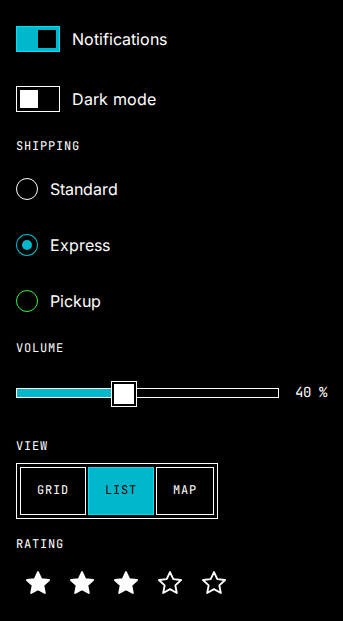 Notifications
Dark mode
SHIPPING
Standard
Express
Pickup
VOLUME
40 %
VIEW
GRID LIST MAP
RATING